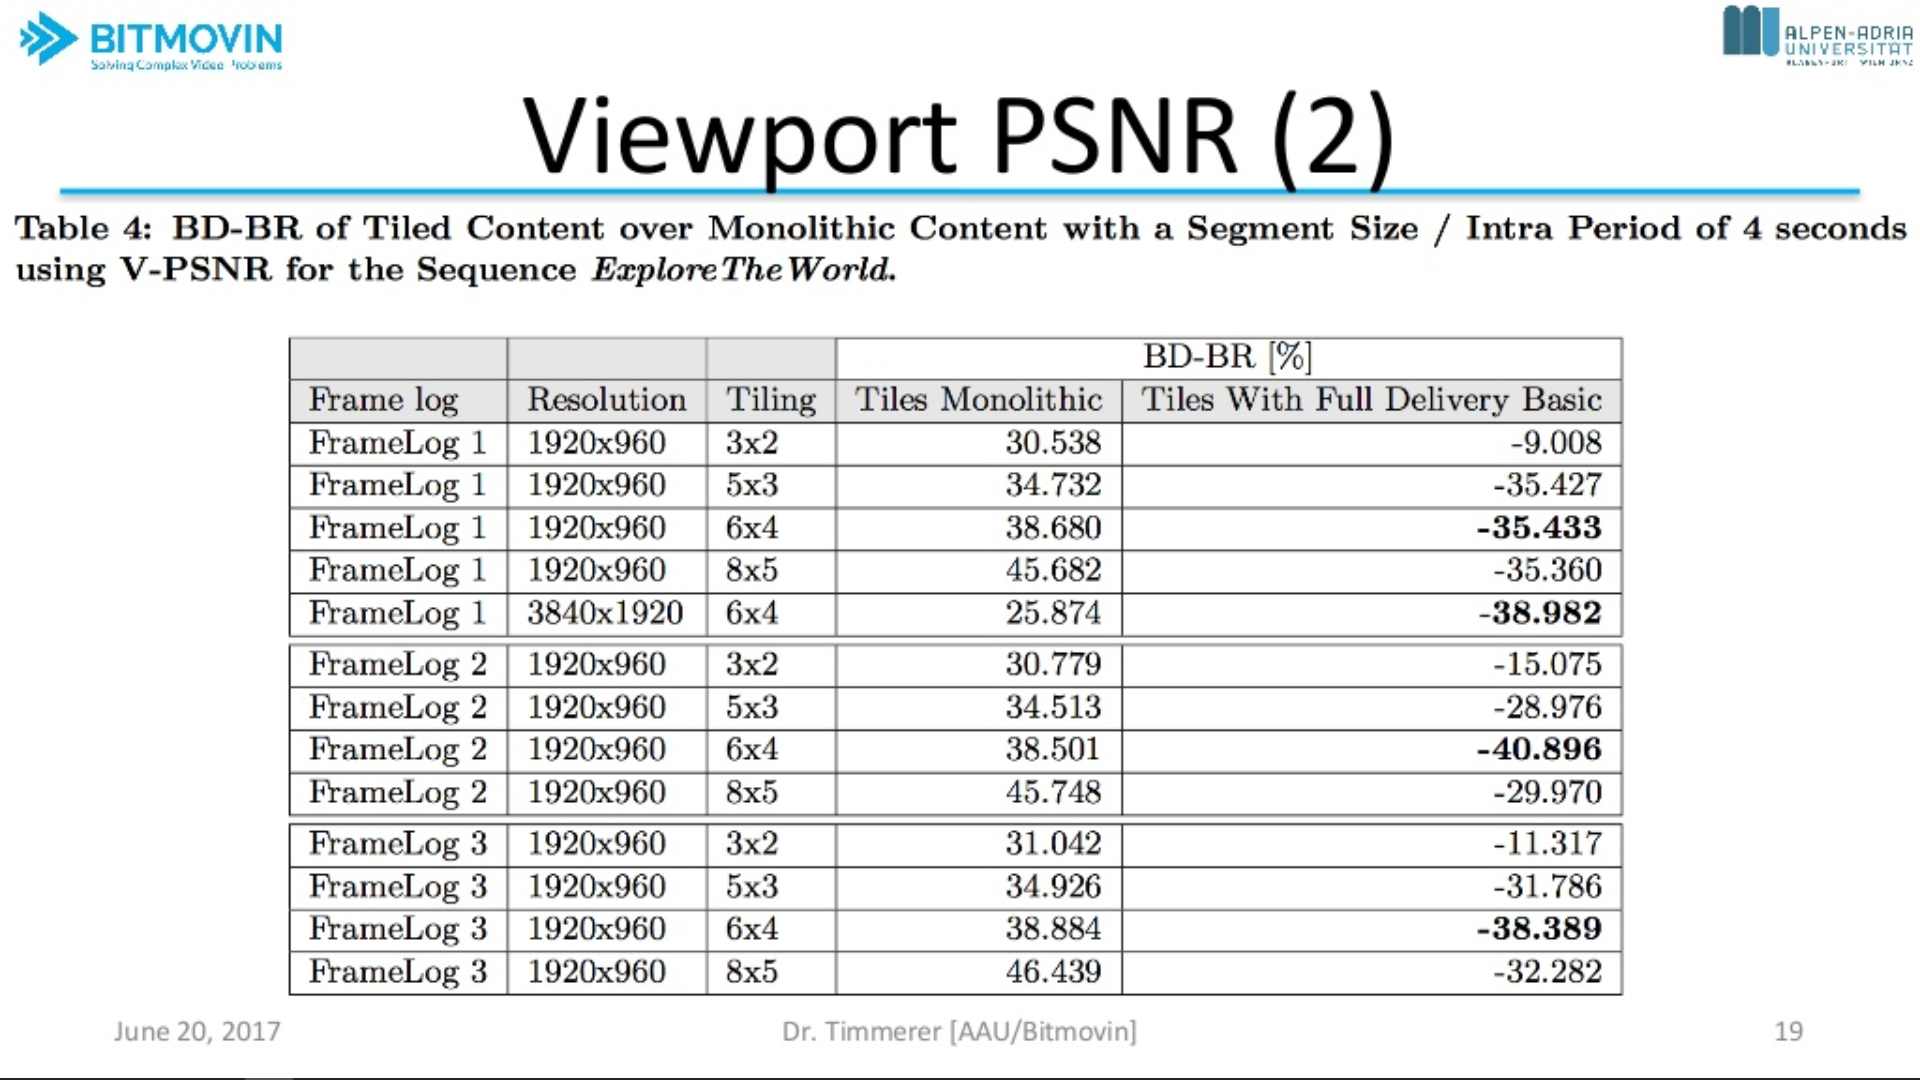 BITMOVIN
Solving Complex Video Problems
ALPEN-ADRIA
UNIVERSITÄT
Viewport PSNR (2)
Table 4: BD-BR of Tiled Content over Monolithic Content with a Segment Size / Intra Period of 4 seconds
using V-PSNR for the Sequence ExploreTheWorld.
BD-BR [%]
Frame log Resolution Tiling Tiles Monolithic Tiles With Full Delivery Basic
FrameLog 1 1920x960 3x2 30.538 -9.008
FrameLog 1 1920x960 5x3 34.732 -35.427
FrameLog 1 1920x960 6x4 38.680 -35.433
FrameLog 1 1920x960 8x5 45.682 -35.360
FrameLog 1 3840x1920 6x4 25.874 -38.982
FrameLog 2 1920x960 3x2 30.779 -15.075
FrameLog 2 1920x960 5x3 34.513 -28.976
FrameLog 2 1920x960 6x4 38.501 -40.896
FrameLog 2 1920x960 8x5 45.748 -29.970
FrameLog 3 1920x960 3x2 31.042 -11.317
FrameLog 3 1920x960 5x3 34.926 -31.786
FrameLog 3 1920x960 6x4 38.884 -38.389
FrameLog 3 1920x960 8x5 46.439 -32.282
June 20, 2017
Dr. Timmerer [AAU/Bitmovin]
19